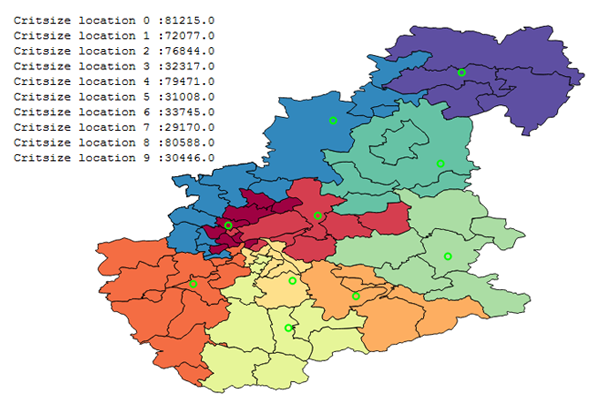 Critsize location 0 :81215.0
Critsize location 1 :72077.0
Critsize location 2 :76844.0
Critsize location 3 :32317.0
Critsize location 4 :79471.0
Critsize location 5 :31008.0
Critsize location 6 :33745.0
Critsize location 7 :29170.0
Critsize location 8 :80588.0
Critsize location 9 :30446.0